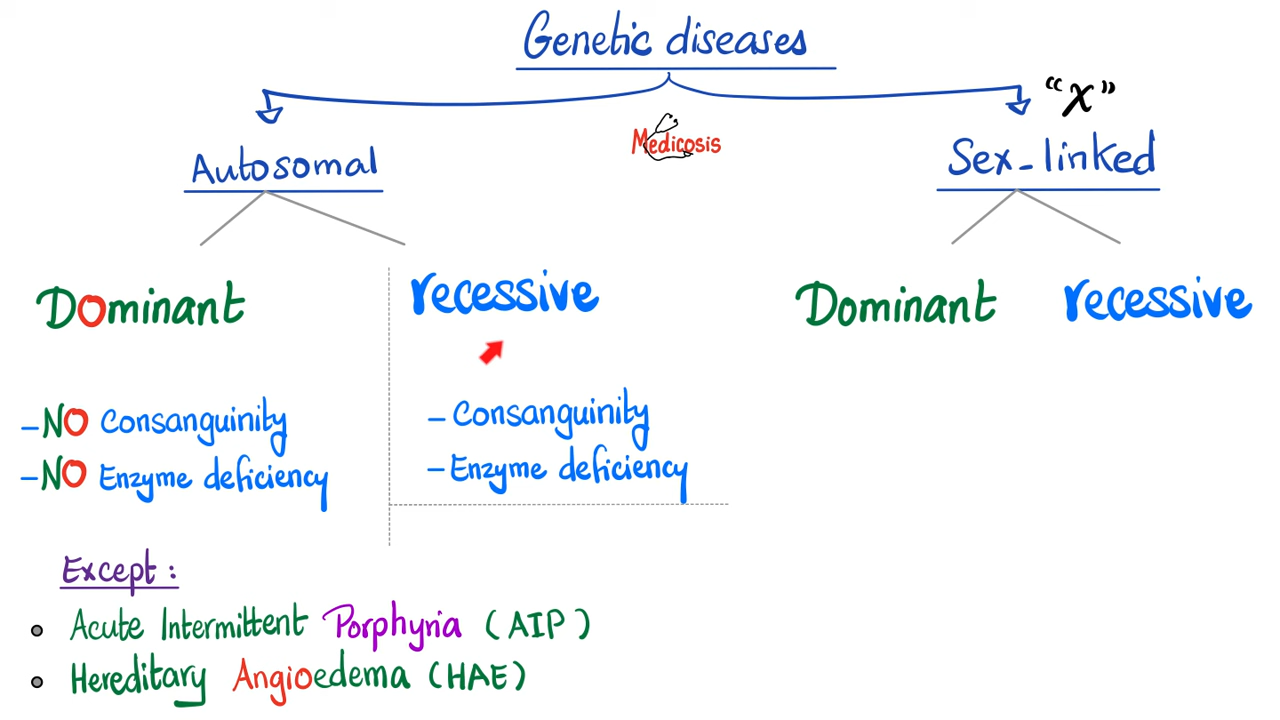 Genetic diseases
"X"
Medicosis
Autosomal
Sex-linked
Dominant
recessive
Dominant
recessive
- NO Consanguinity
- NO Enzyme deficiency
- Consanguinity
- Enzyme deficiency
Except :
• Acute Intermittent Porphyria (AIP)
• Hereditary Angioedema (HAE)